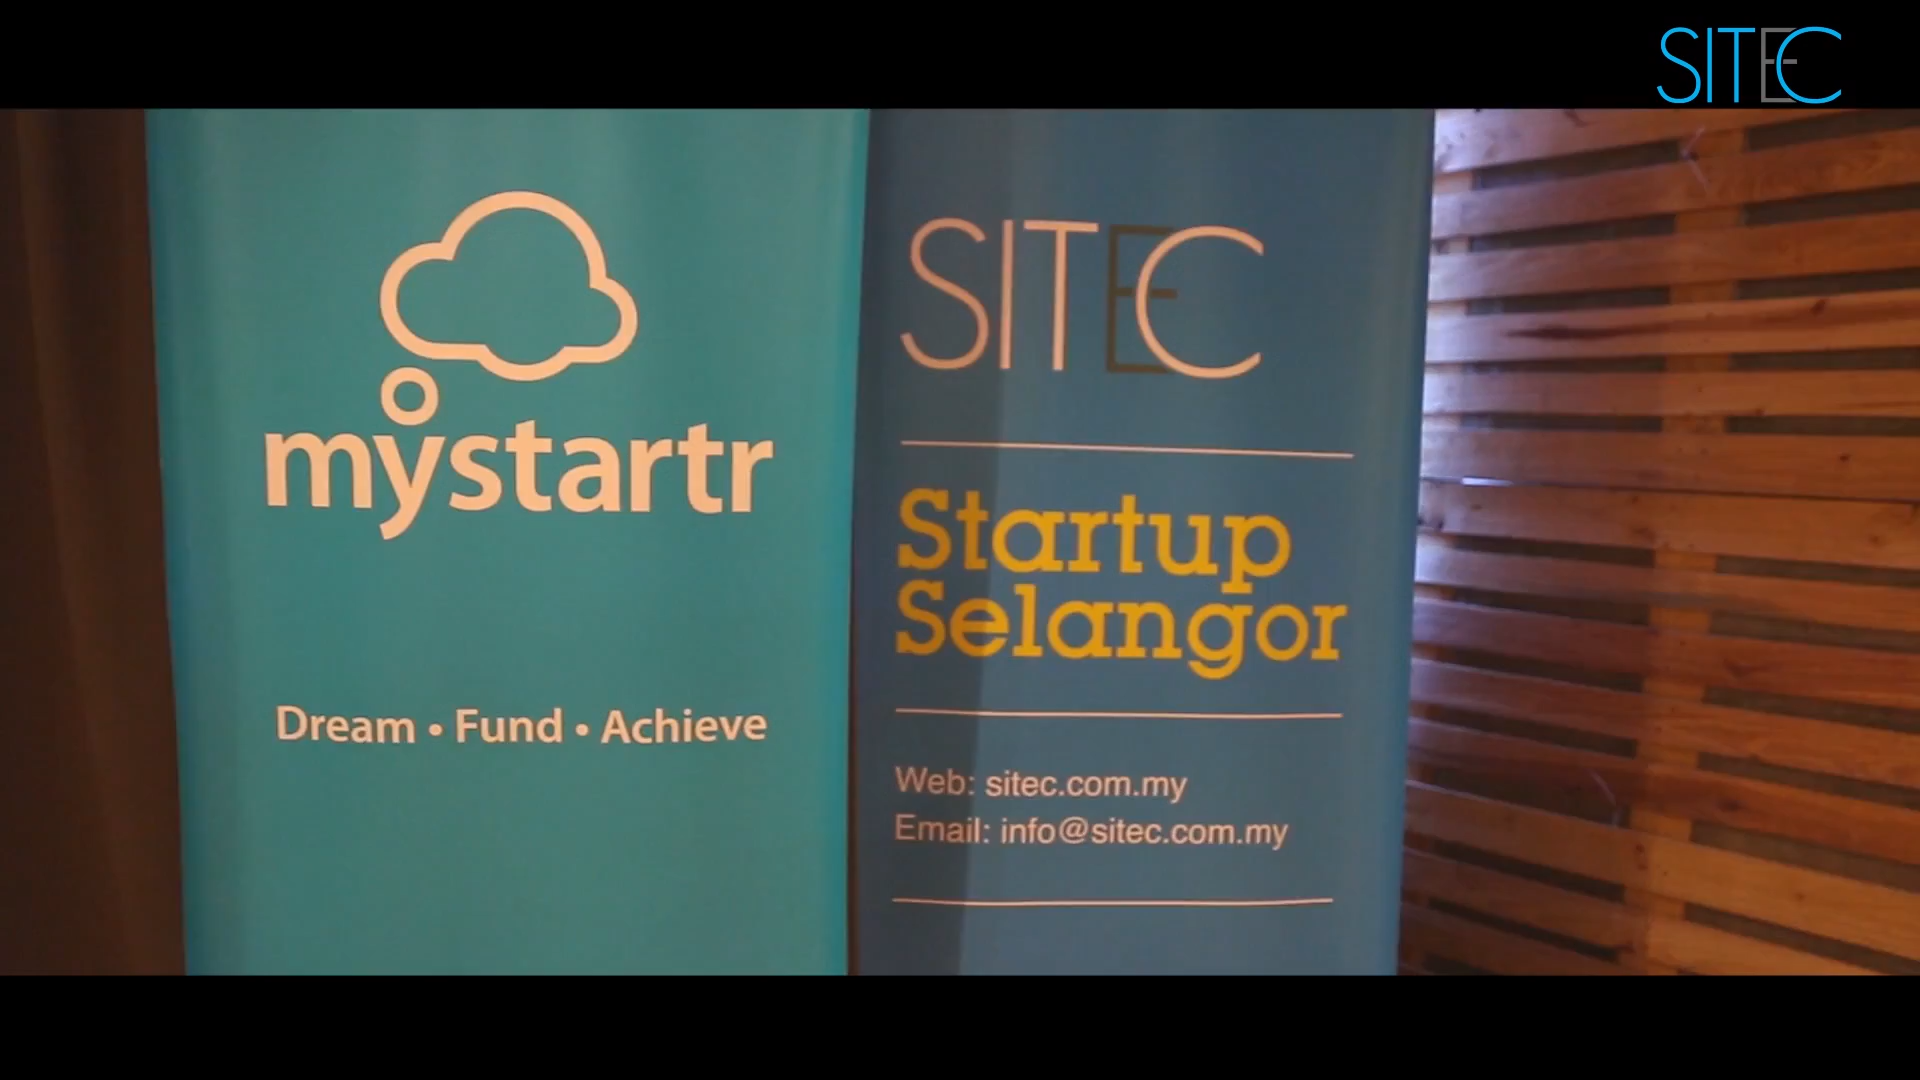 SITEC
mystartr
Dream • Fund • Achieve
SITEC
Startup
Selangor
Web: sitec.com.my
Email: info@sitec.com.my